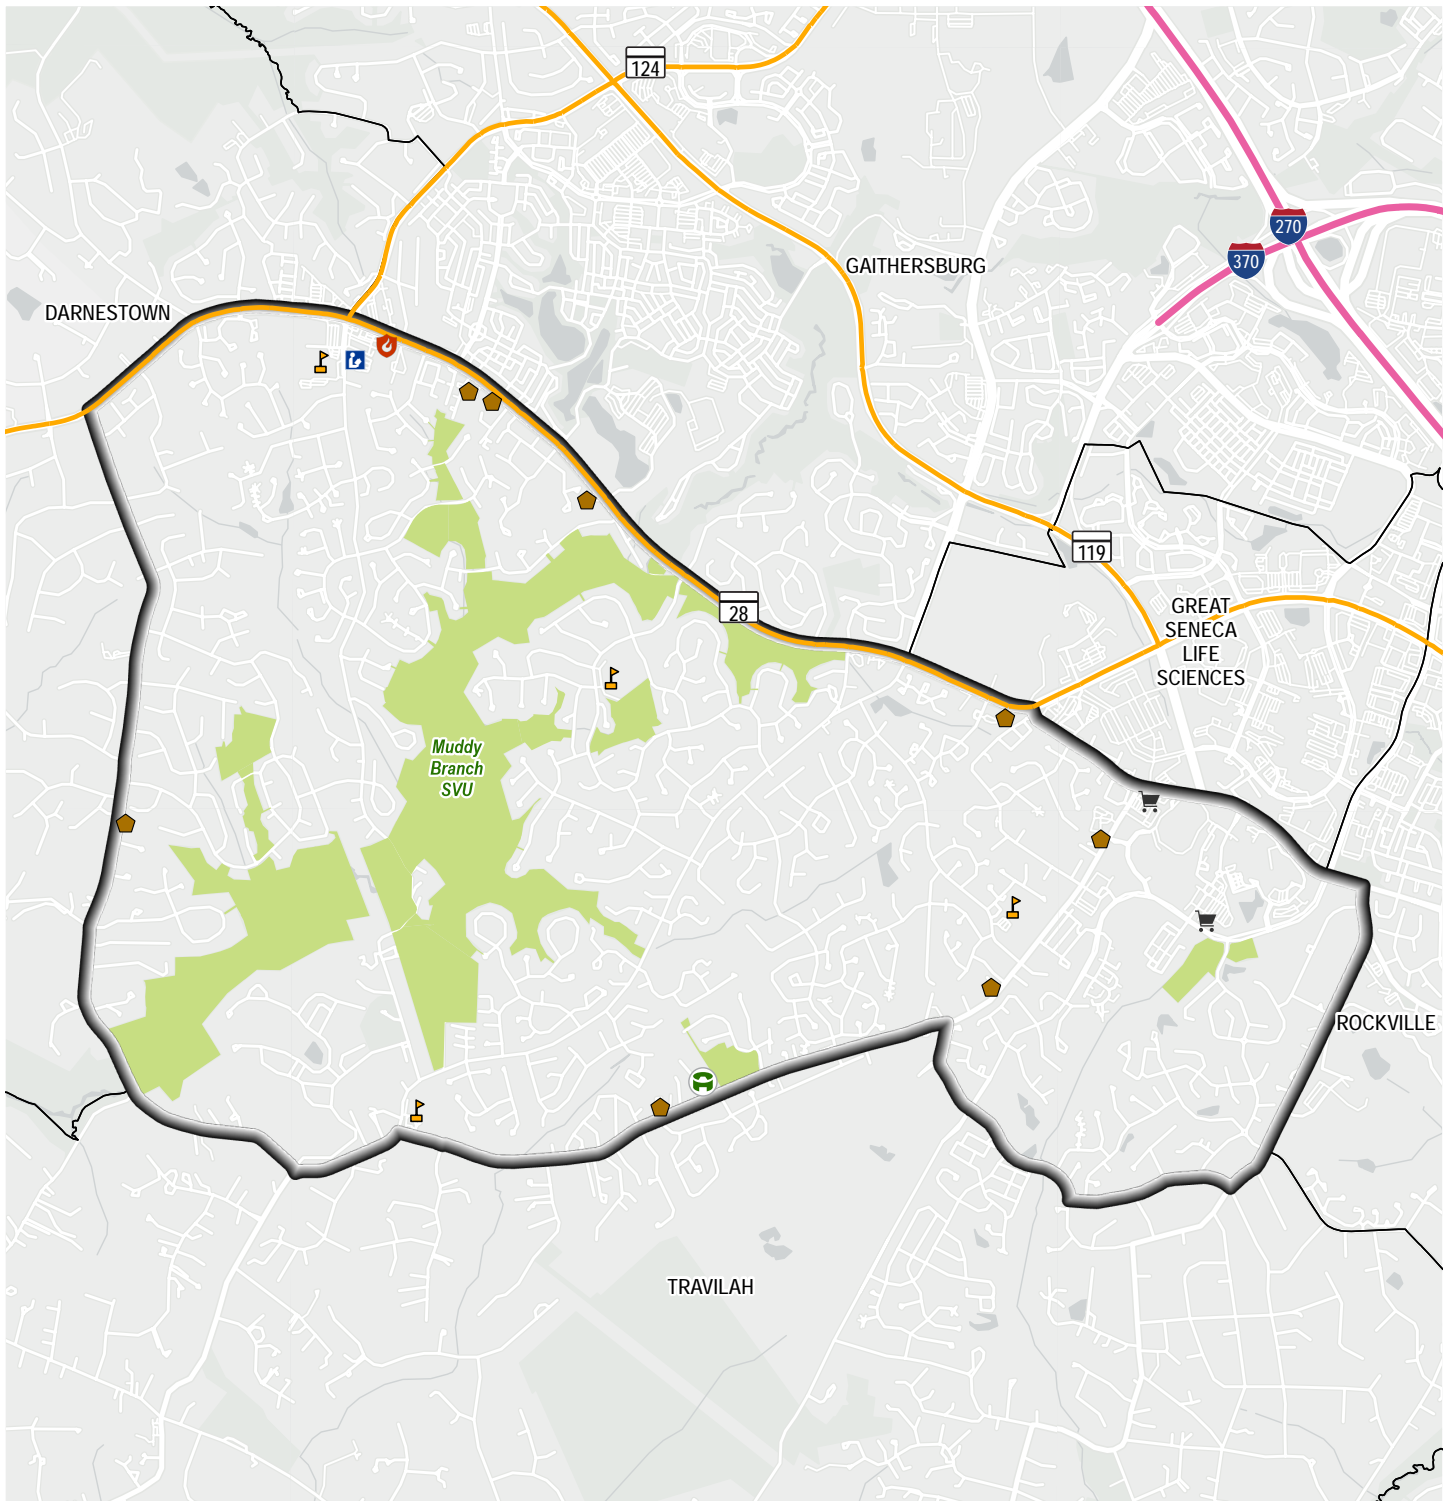 124
270
370
GAITHERSBURG
DARNESTOWN
119
28
GREAT
SENECA
LIFE
SCIENCES
Muddy
Branch
SVU
ROCKVILLE
TRAVILAH